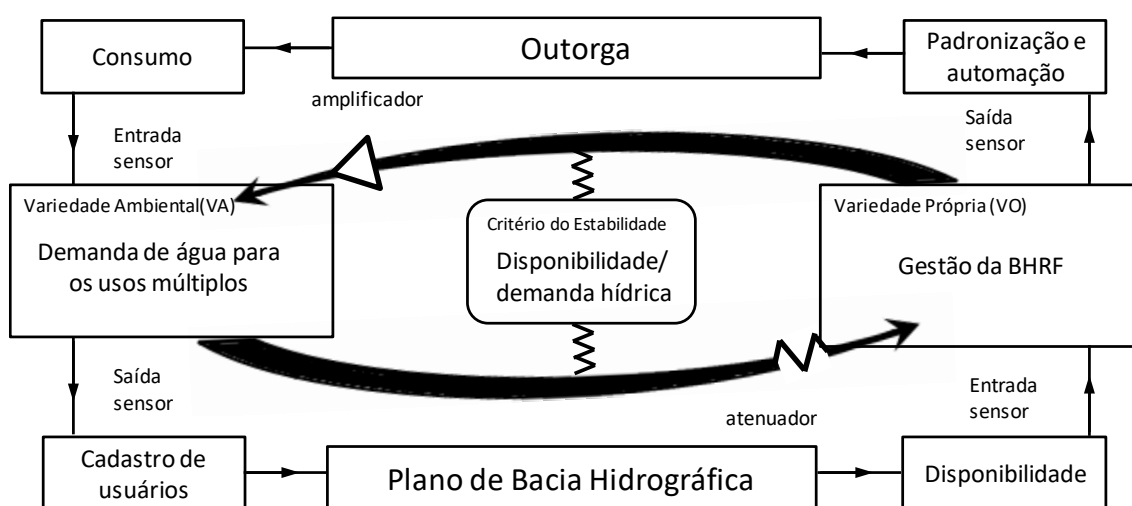 Consumo
Outorga
Padronização e
automação
amplificador
Entrada
sensor
Saída
sensor
Variedade Ambiental(VA)
Demanda de água para
os usos múltiplos
Critério do Estabilidade
Disponibilidade/
demanda hídrica
Variedade Própria (VO)
Gestão da BHRF
Saída
sensor
atenuador
Entrada
sensor
Cadastro de
usuários
Plano de Bacia Hidrográfica
Disponibilidade